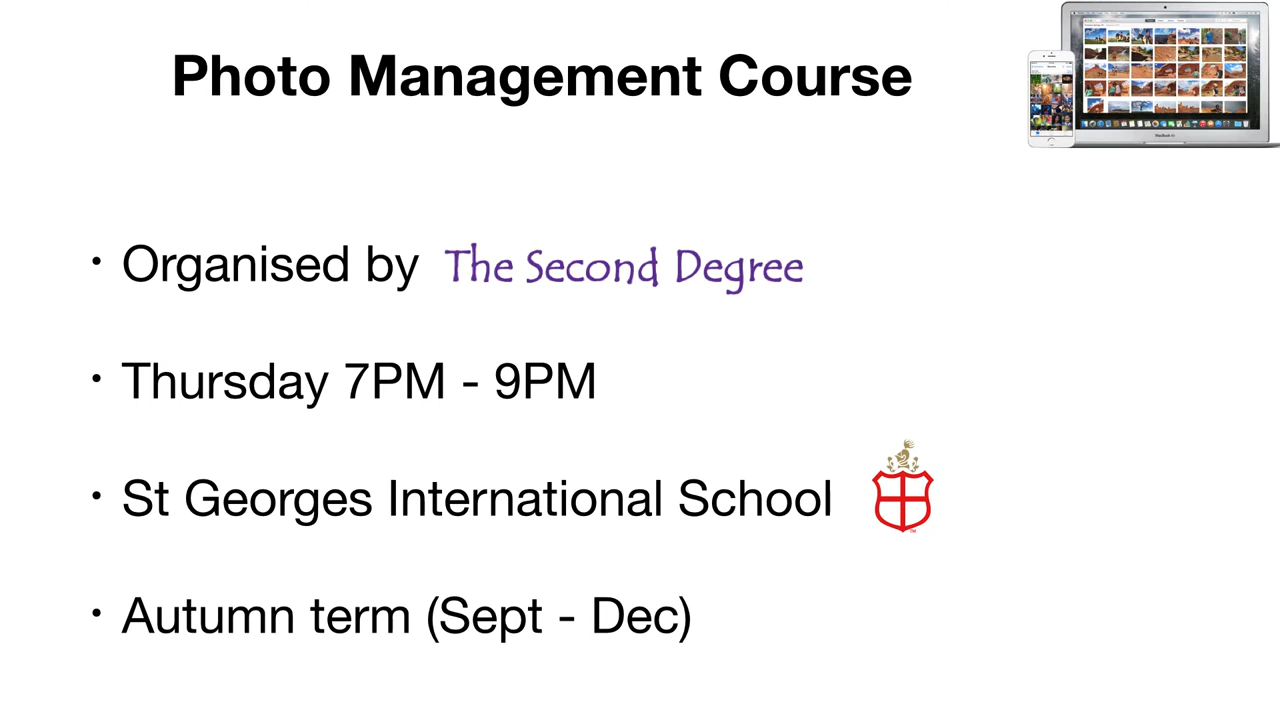 Photo Management Course
• Organised by The Second Degree
• Thursday 7PM - 9PM
• St Georges International School
• Autumn term (Sept - Dec)